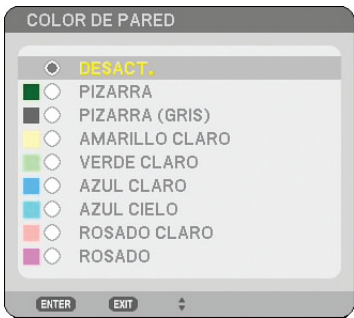 COLOR DE PARED
DESACT.
PIZARRA
PIZARRA (GRIS)
AMARILLO CLARO
VERDE CLARO
AZUL CLARO
AZUL CIELO
ROSADO CLARO
ROSADO
ENTER EXIT